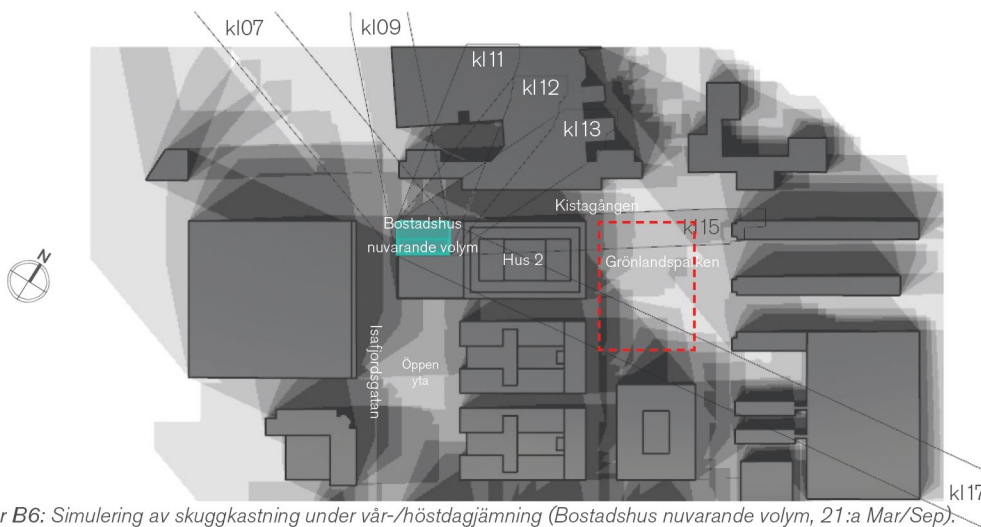 kl07
kl09
kl11
kl12
kl13
Kistagången
kl15
Bostadshus
nuvarande volym
Hus 2
Grönlandsparken
N
Isafjordsgatan
Öppen
yta
kl17
r B6: Simulering av skuggkastning under vår-/höstdagjämning (Bostadshus nuvarande volym, 21:a Mar/Sep).